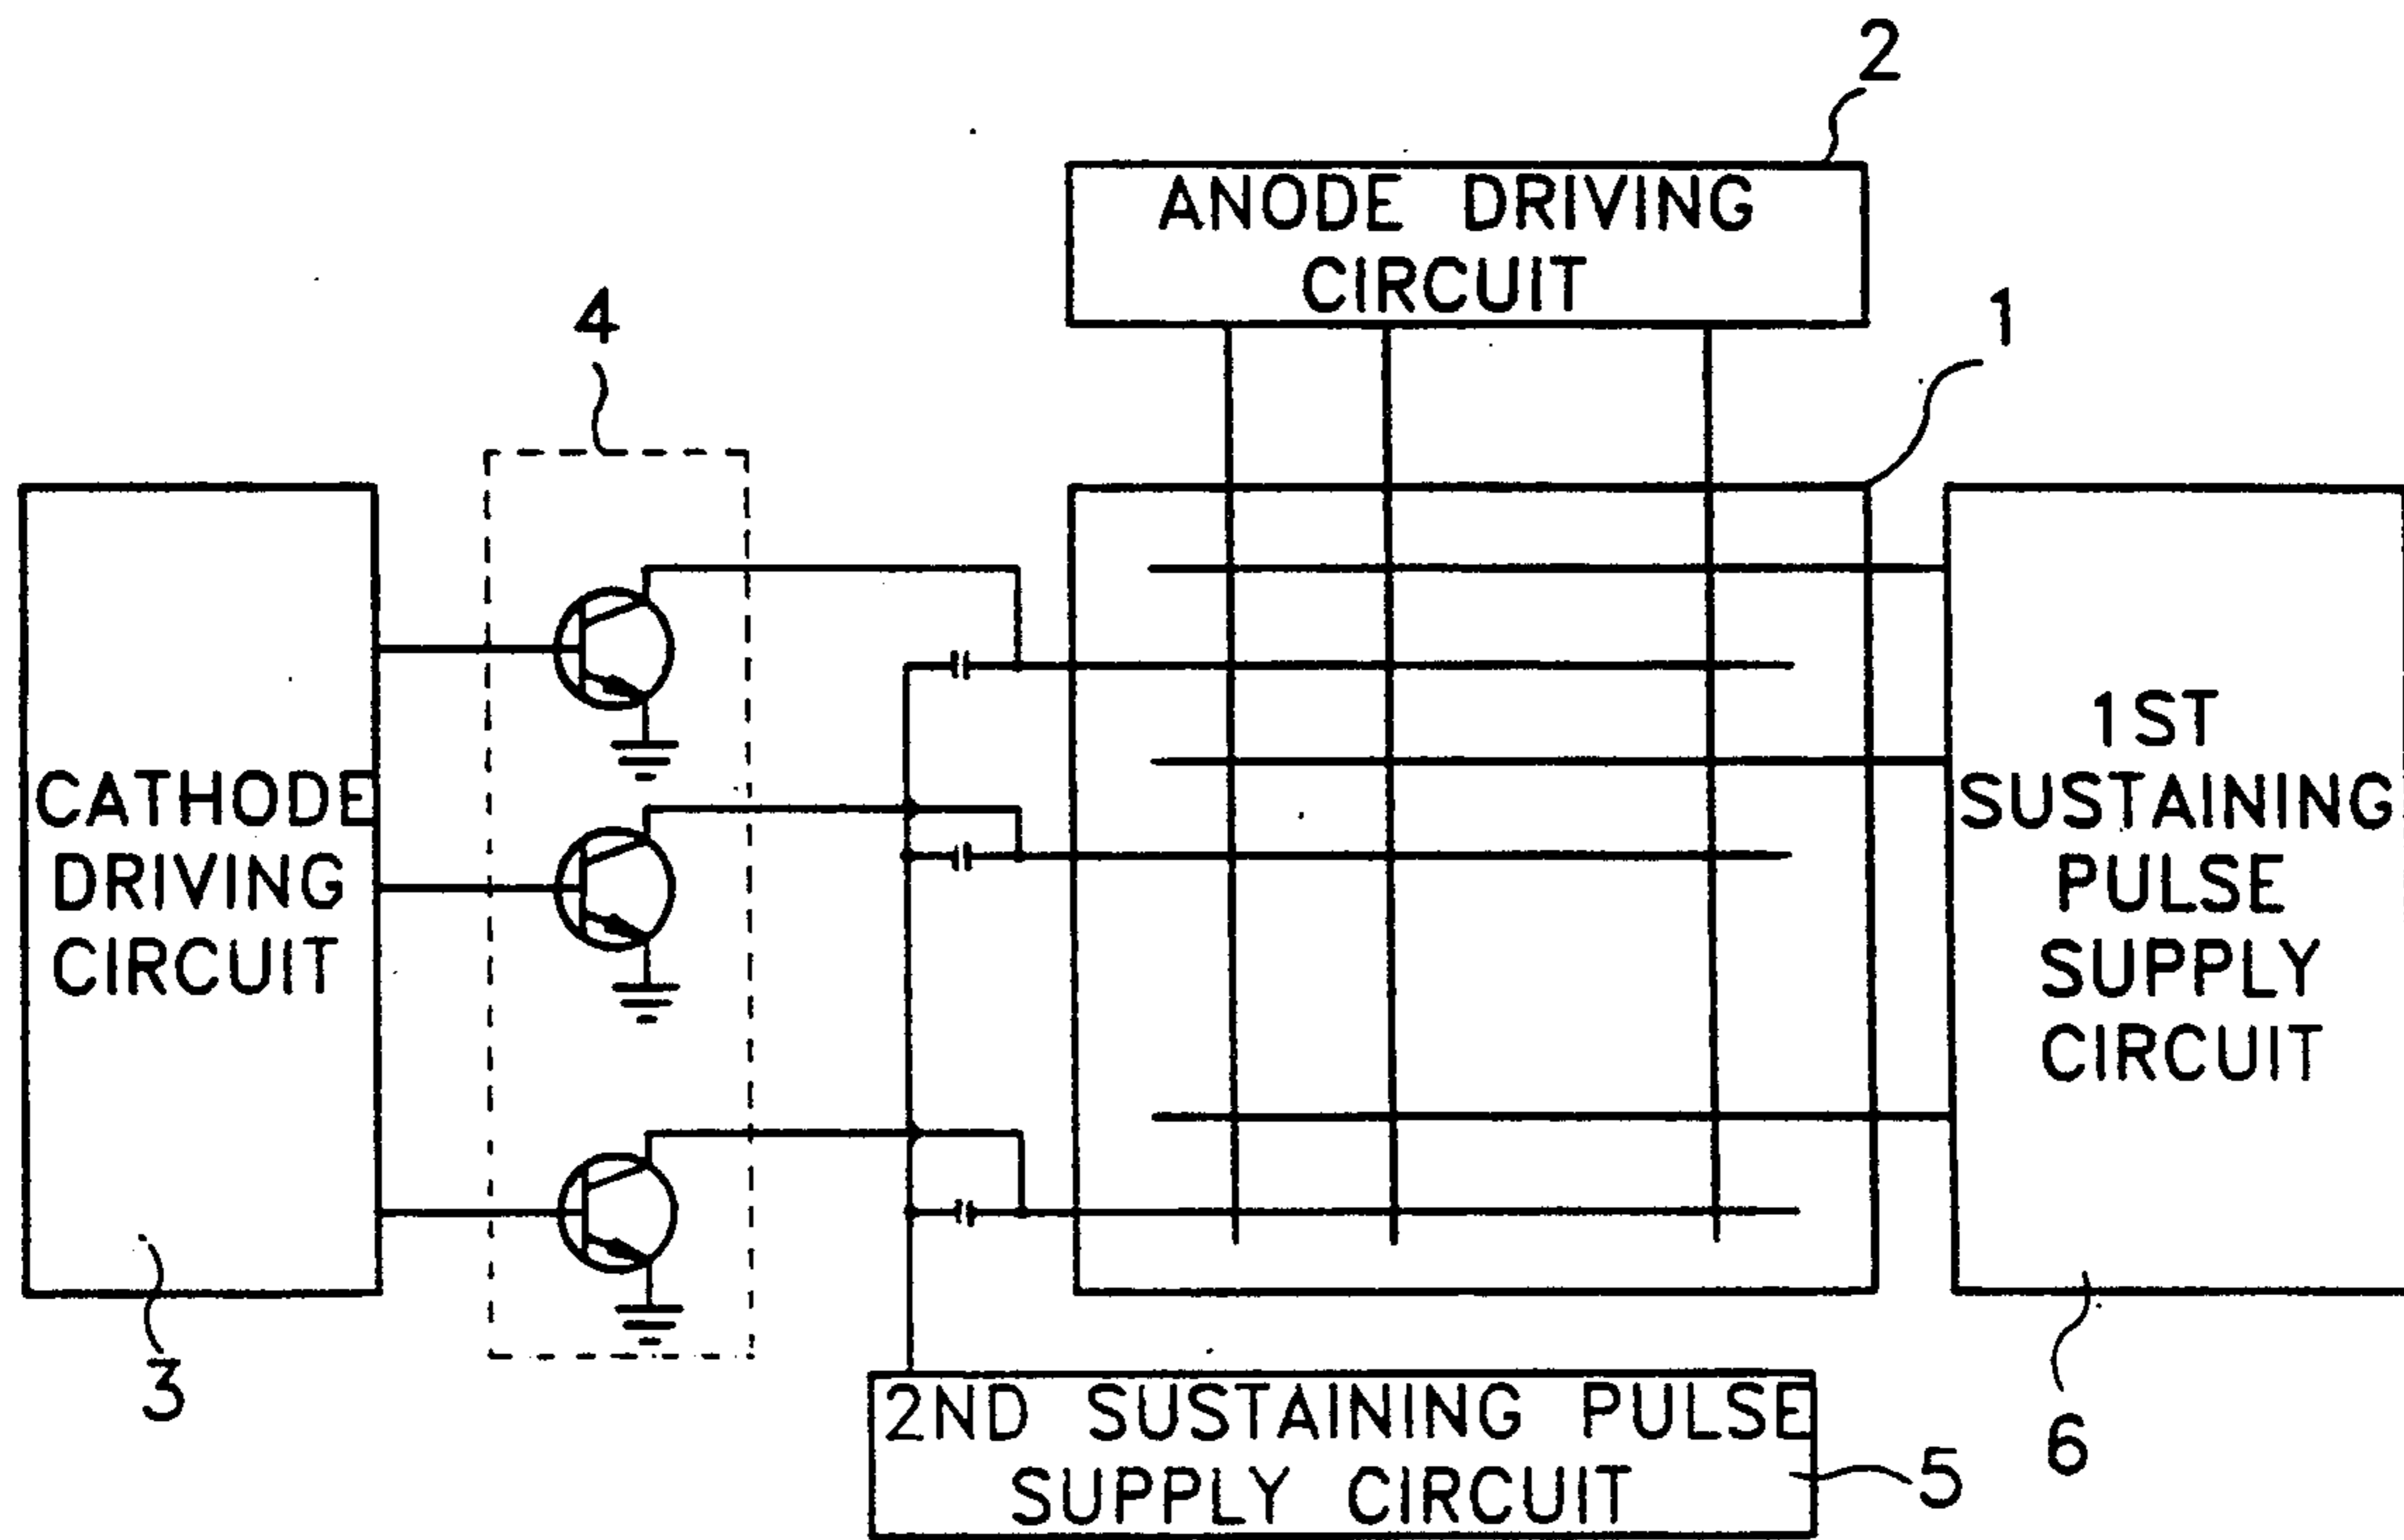 2
ANODE DRIVING
CIRCUIT
4
1
CATHODE
DRIVING
CIRCUIT
1ST
SUSTAINING
PULSE
SUPPLY
CIRCUIT
3
2ND SUSTAINING PULSE
SUPPLY CIRCUIT
5
6